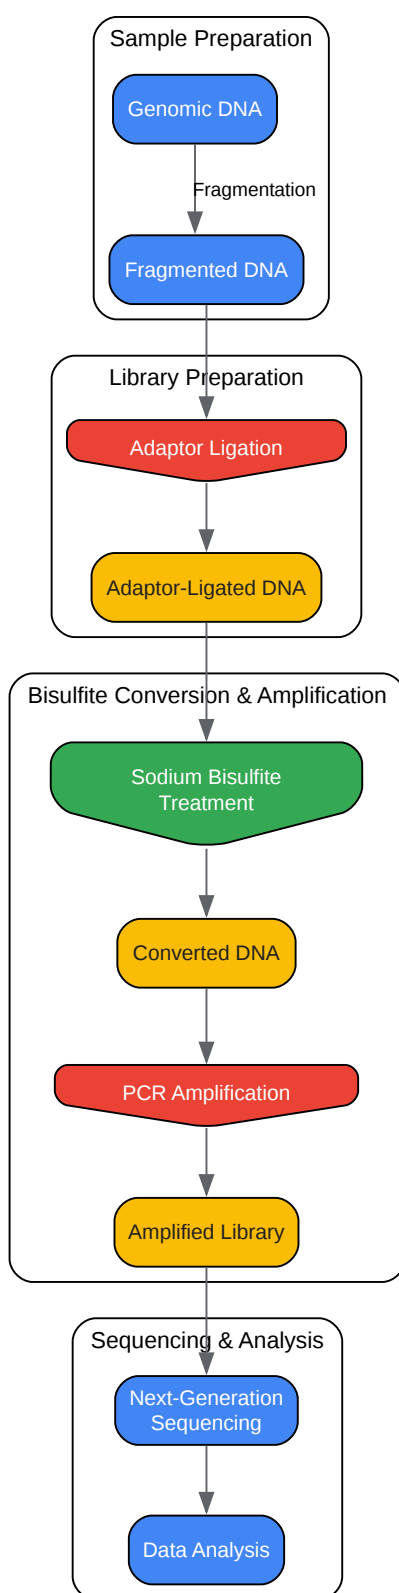 Sample Preparation
Genomic DNA
Fragmentation
Fragmented DNA
Library Preparation
Adaptor Ligation
Adaptor-Ligated DNA
Bisulfite Conversion & Amplification
Sodium Bisulfite
Treatment
Converted DNA
PCR Amplification
Amplified Library
Sequencing & Analysis
Next-Generation
Sequencing
Data Analysis